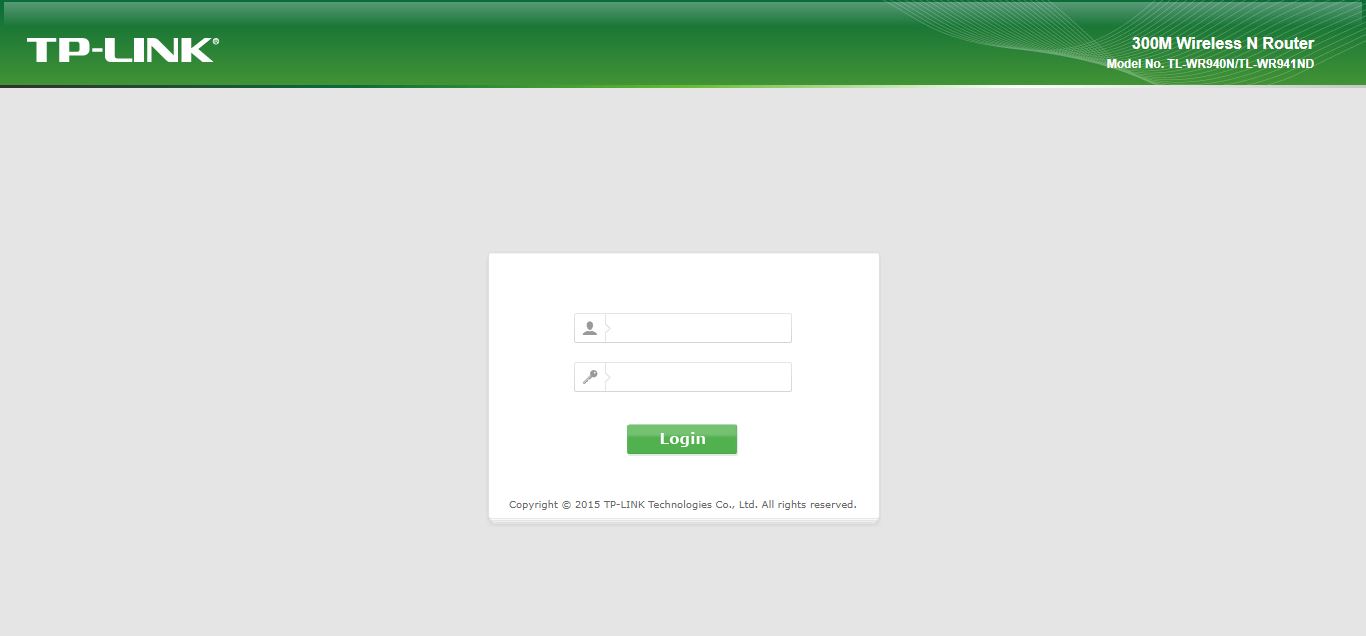 TP-LINK®
300M Wireless N Router
Model No. TL-WR940N/TL-WR941ND
Login
Copyright © 2015 TP-LINK Technologies Co., Ltd. All rights reserved.